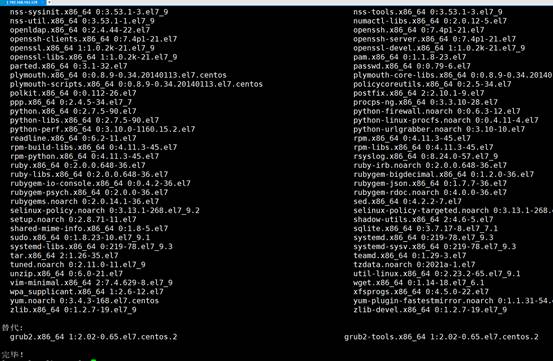 nss-sysinit.x86_64 0:3.53.1-3.el7_9 nss-tools.x86_64 0:3.53.1-3.el7_9
nss-util.x86_64 0:3.53.1-1.el7_9 numactl-libs.x86_64 0:2.0.12-5.el7
openldap.x86_64 0:2.4.44-22.el7 openssh.x86_64 0:7.4p1-21.el7
openssh-clients.x86_64 0:7.4p1-21.el7 openssh-server.x86_64 0:7.4p1-21.el7
openssl.x86_64 1:1.0.2k-21.el7_9 openssl-devel.x86_64 1:1.0.2k-21.el7_9
openssl-libs.x86_64 1:1.0.2k-21.el7_9 pam.x86_64 0:1.1.8-23.el7
parted.x86_64 0:3.1-32.el7 passwd.x86_64 0:0.79-6.el7
plymouth.x86_64 0:0.8.9-0.34.20140113.el7.centos plymouth-core-libs.x86_64 0:0.8.9-0.34.20140
plymouth-scripts.x86_64 0:0.8.9-0.34.20140113.el7.centos policycoreutils.x86_64 0:2.5-34.el7
polkit.x86_64 0:0.112-26.el7 postfix.x86_64 2:2.10.1-9.el7
ppp.x86_64 0:2.4.5-34.el7_7 procps-ng.x86_64 0:3.3.10-28.el7
python.x86_64 0:2.7.5-90.el7 python-firewall.noarch 0:0.6.3-12.el7
python-libs.x86_64 0:2.7.5-90.el7 python-linux-procfs.noarch 0:0.4.11-4.el7
python-perf.x86_64 0:3.10.0-1160.15.2.el7 python-urlgrabber.noarch 0:3.10-10.el7
readline.x86_64 0:6.2-11.el7 rpm.x86_64 0:4.11.3-45.el7
rpm-build-libs.x86_64 0:4.11.3-45.el7 rpm-libs.x86_64 0:4.11.3-45.el7
rpm-python.x86_64 0:4.11.3-45.el7 rsyslog.x86_64 0:8.24.0-57.el7_9
ruby.x86_64 0:2.0.0.648-36.el7 ruby-irb.noarch 0:2.0.0.648-36.el7
ruby-libs.x86_64 0:2.0.0.648-36.el7 rubygem-bigdecimal.x86_64 0:1.2.0-36.el7
rubygem-io-console.x86_64 0:0.4.2-36.el7 rubygem-json.x86_64 0:1.7.7-36.el7
rubygem-psych.x86_64 0:2.0.0-36.el7 rubygem-rdoc.noarch 0:4.0.0-36.el7
rubygems.noarch 0:2.0.14.1-36.el7 sed.x86_64 0:4.2.2-7.el7
selinux-policy.noarch 0:3.13.1-268.el7_9.2 selinux-policy-targeted.noarch 0:3.13.1-268.
setup.noarch 0:2.8.71-11.el7 shadow-utils.x86_64 2:4.6-5.el7
shared-mime-info.x86_64 0:1.8-5.el7 sqlite.x86_64 0:3.7.17-8.el7_7.1
sudo.x86_64 0:1.8.23-10.el7_9.1 systemd.x86_64 0:219-78.el7_9.3
systemd-libs.x86_64 0:219-78.el7_9.3 systemd-sysv.x86_64 0:219-78.el7_9.3
tar.x86_64 2:1.26-35.el7 teamd.x86_64 0:1.29-3.el7
tuned.noarch 0:2.11.0-11.el7_9 tzdata.noarch 0:2021a-1.el7
unzip.x86_64 0:6.0-21.el7 util-linux.x86_64 0:2.23.2-65.el7_9.1
vim-minimal.x86_64 2:7.4.629-8.el7_9 wget.x86_64 0:1.14-18.el7_6.1
wpa_supplicant.x86_64 1:2.6-12.el7 xfsprogs.x86_64 0:4.5.0-22.el7
yum.noarch 0:3.4.3-168.el7.centos yum-plugin-fastestmirror.noarch 0:1.1.31-54.
zlib.x86_64 0:1.2.7-19.el7_9 zlib-devel.x86_64 0:1.2.7-19.el7_9
替代:
grub2.x86_64 1:2.02-0.65.el7.centos.2 grub2-tools.x86_64 1:2.02-0.65.el7.centos.2
完毕!